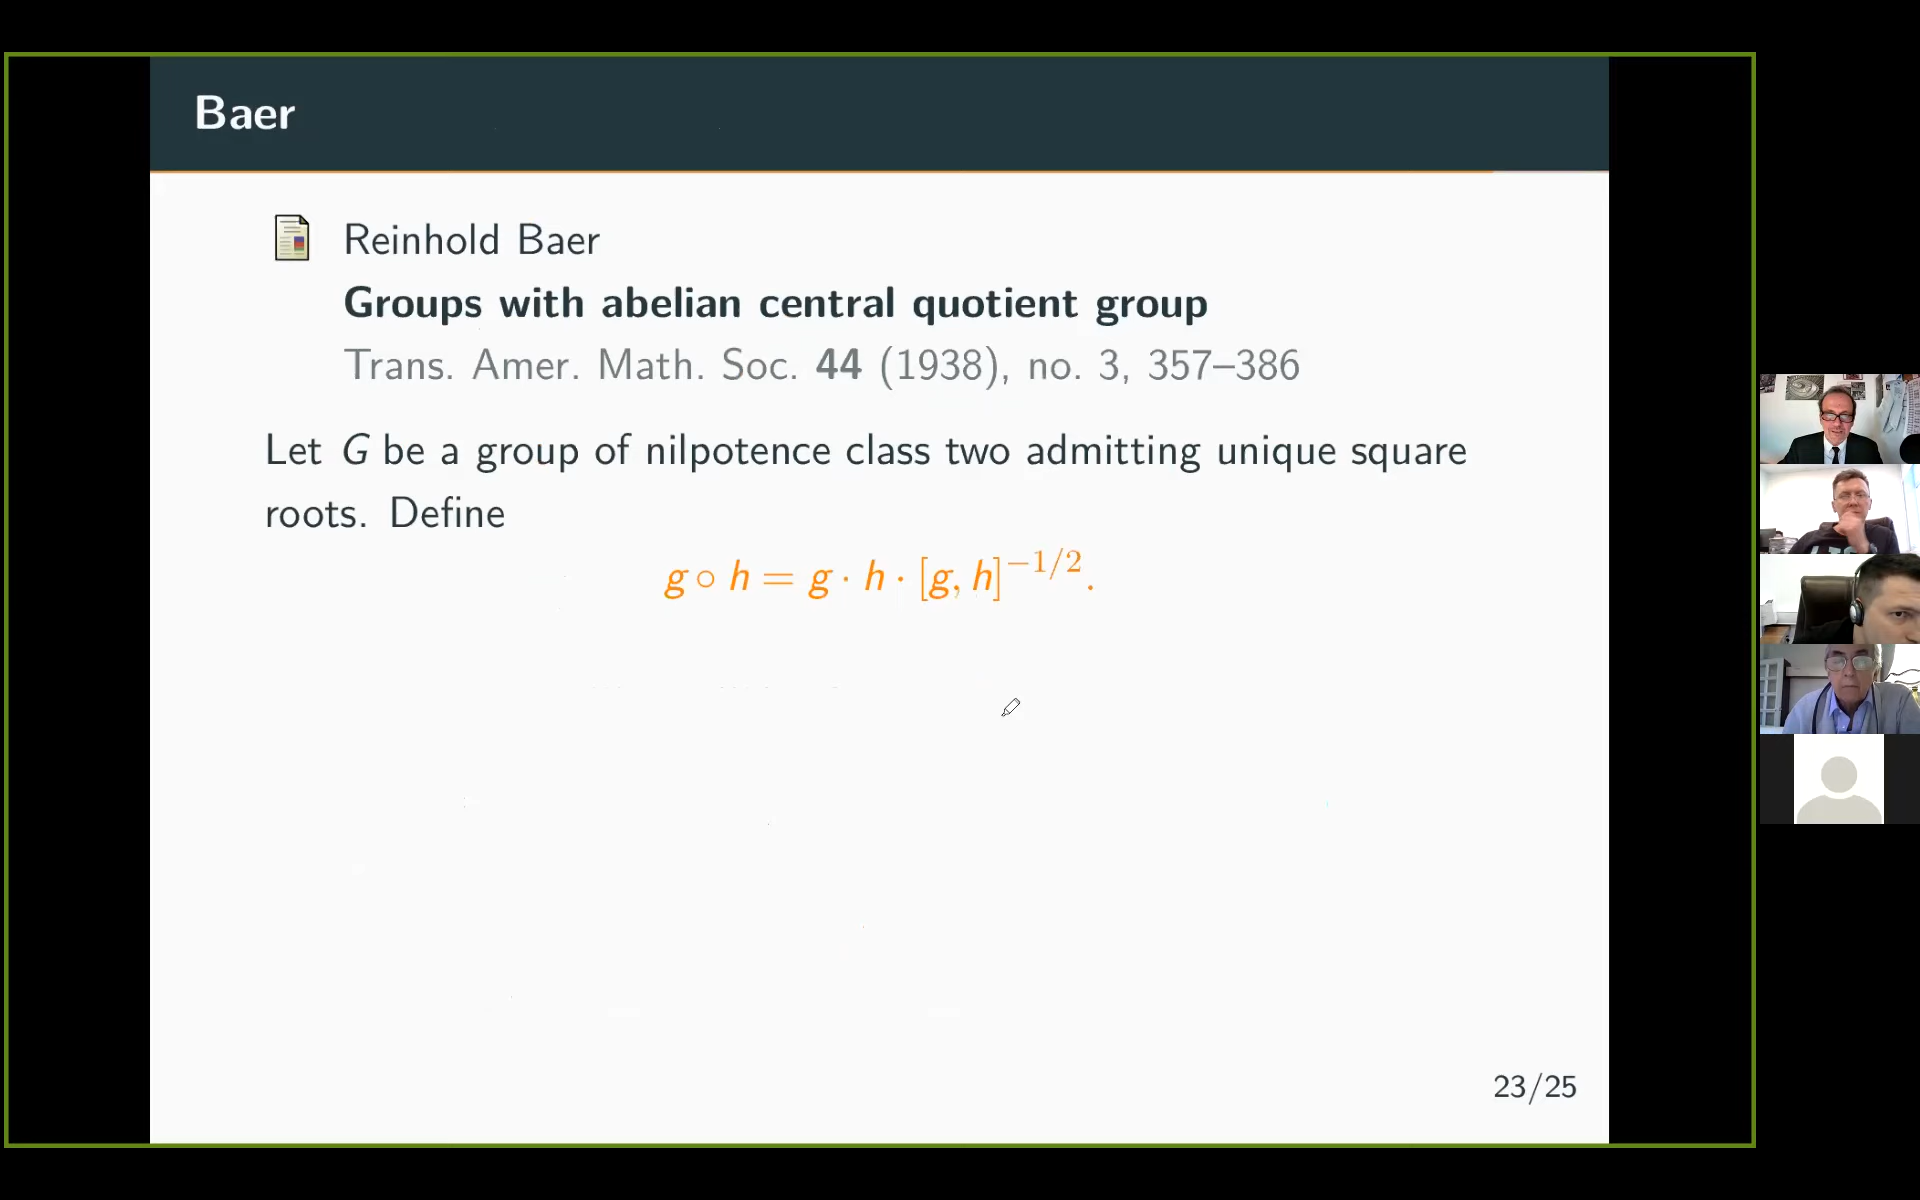 Baer
Reinhold Baer
Groups with abelian central quotient group
Trans. Amer. Math. Soc. 44 (1938), no. 3, 357–386
Let G be a group of nilpotence class two admitting unique square
roots. Define
g ∘ h = g · h · [g, h]^{−1/2}.
23/25